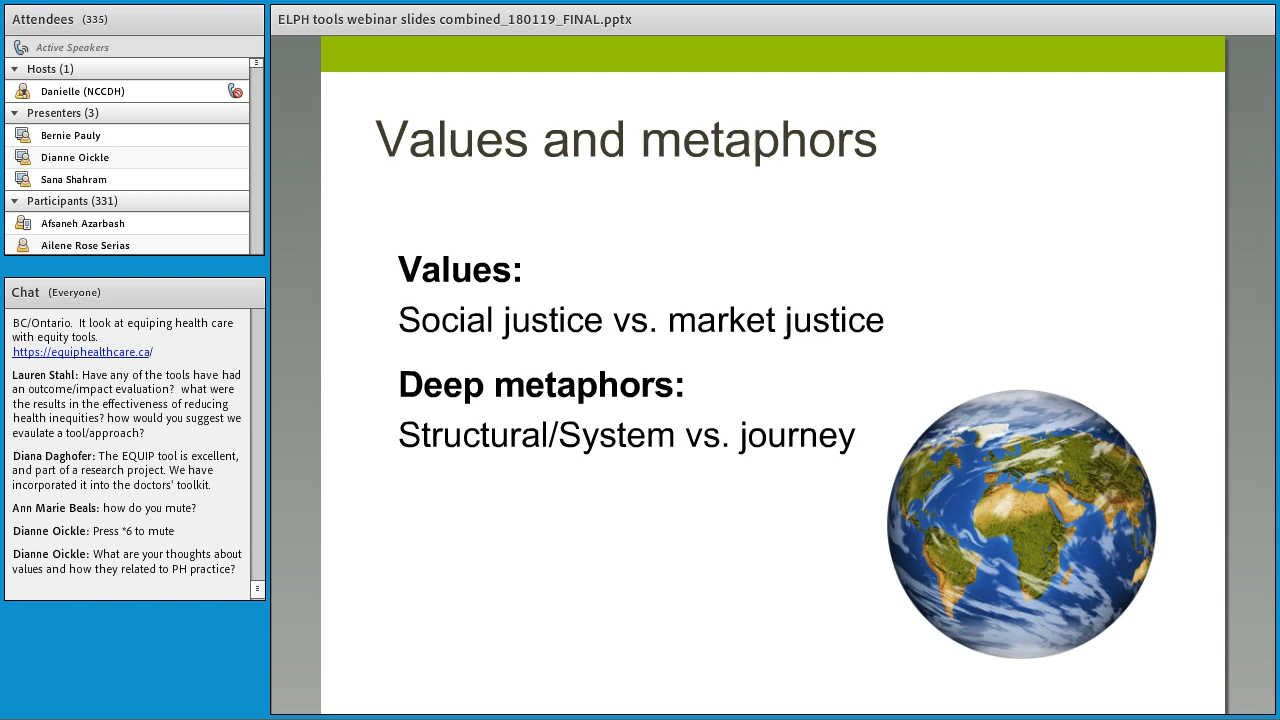 Attendees (335)
Active Speakers
Hosts (1)
Danielle (NCCDH)
Presenters (3)
Bernie Pauly
Dianne Oickle
Sana Shahram
Participants (331)
Afsaneh Azarbash
Ailene Rose Serias
Chat (Everyone)
BC/Ontario. It look at equiping health care
with equity tools.
https://equiphealthcare.ca/
Lauren Stahl: Have any of the tools have had
an outcome/impact evaluation? what were
the results in the effectiveness of reducing
health inequities? how would you suggest we
evaulate a tool/approach?
Diana Daghofer: The EQUIP tool is excellent,
and part of a research project. We have
incorporated it into the doctors' toolkit.
Ann Marie Beals: how do you mute?
Dianne Oickle: Press *6 to mute
Dianne Oickle: What are your thoughts about
values and how they related to PH practice?
ELPH tools webinar slides combined_180119_FINAL.pptx
Values and metaphors
Values:
Social justice vs. market justice
Deep metaphors:
Structural/System vs. journey